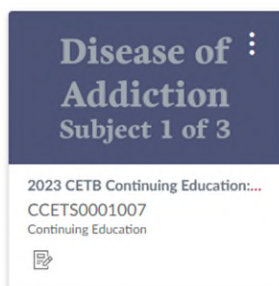 Disease of
Addiction
Subject 1 of 3
2023 CETB Continuing Education:...
CCETS0001007
Continuing Education